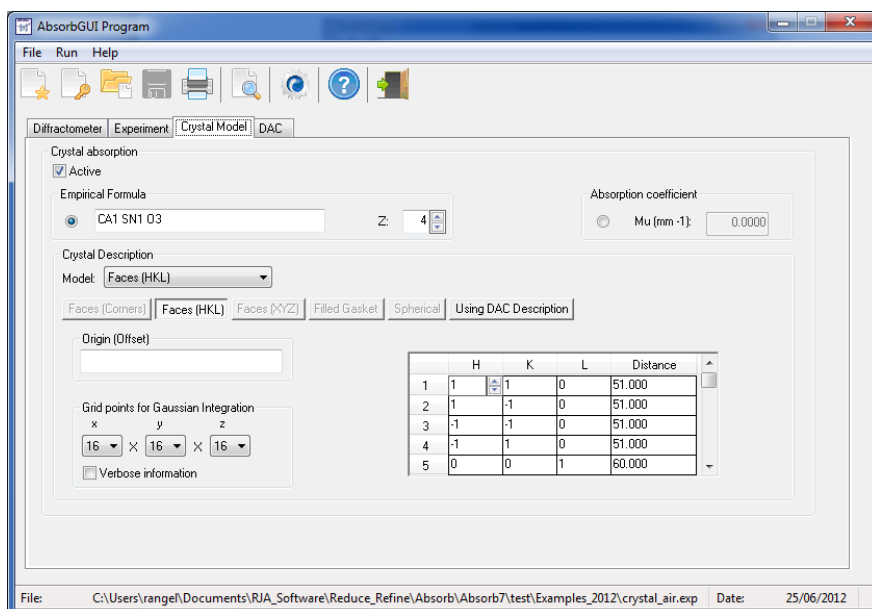 AbsorbGUI Program
File Run Help
Diffractometer Experiment Crystal Model DAC
Crystal absorption
Active
Empirical Formula
CA1 SN1 O3 Z: 4
Absorption coefficient
Mu (mm -1): 0.0000
Crystal Description
Model: Faces (HKL)
Faces (Corners) Faces (HKL) Faces (XYZ) Filled Gasket Spherical Using DAC Description
Origin (Offset)
Grid points for Gaussian Integration
x y z
16 X 16 X 16
Verbose information
H K L Distance
1 1 1 0 51.000
2 1 -1 0 51.000
3 -1 -1 0 51.000
4 -1 1 0 51.000
5 0 0 1 60.000
File: C:\Users\rangel\Documents\RJA_Software\Reduce_Refine\Absorb\Absorb7\test\Examples_2012\crystal_air.exp Date: 25/06/2012